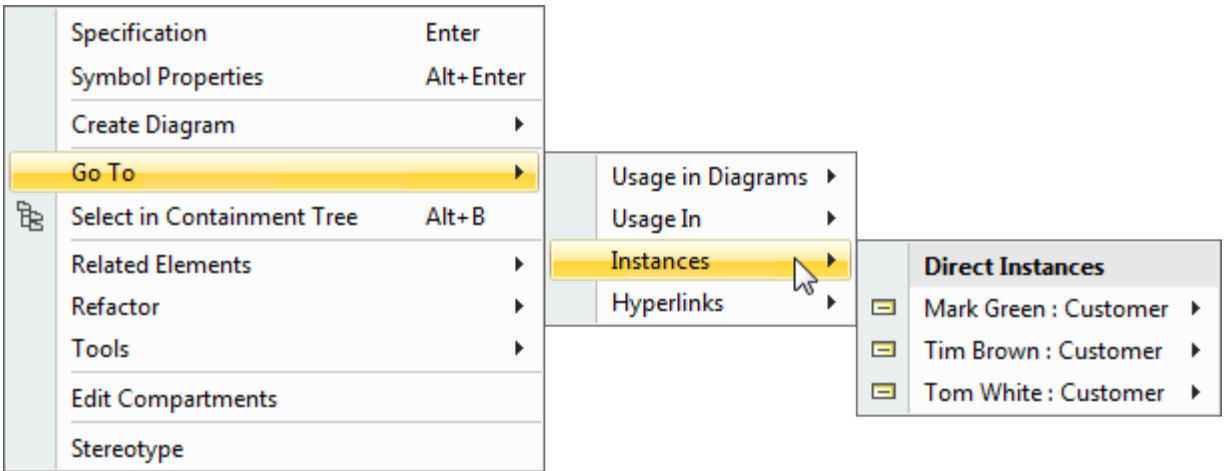 Specification Enter
Symbol Properties Alt+Enter
Create Diagram
Go To
Select in Containment Tree Alt+B
Related Elements
Refactor
Tools
Edit Compartments
Stereotype
Usage in Diagrams
Usage In
Instances
Hyperlinks
Direct Instances
Mark Green : Customer
Tim Brown : Customer
Tom White : Customer